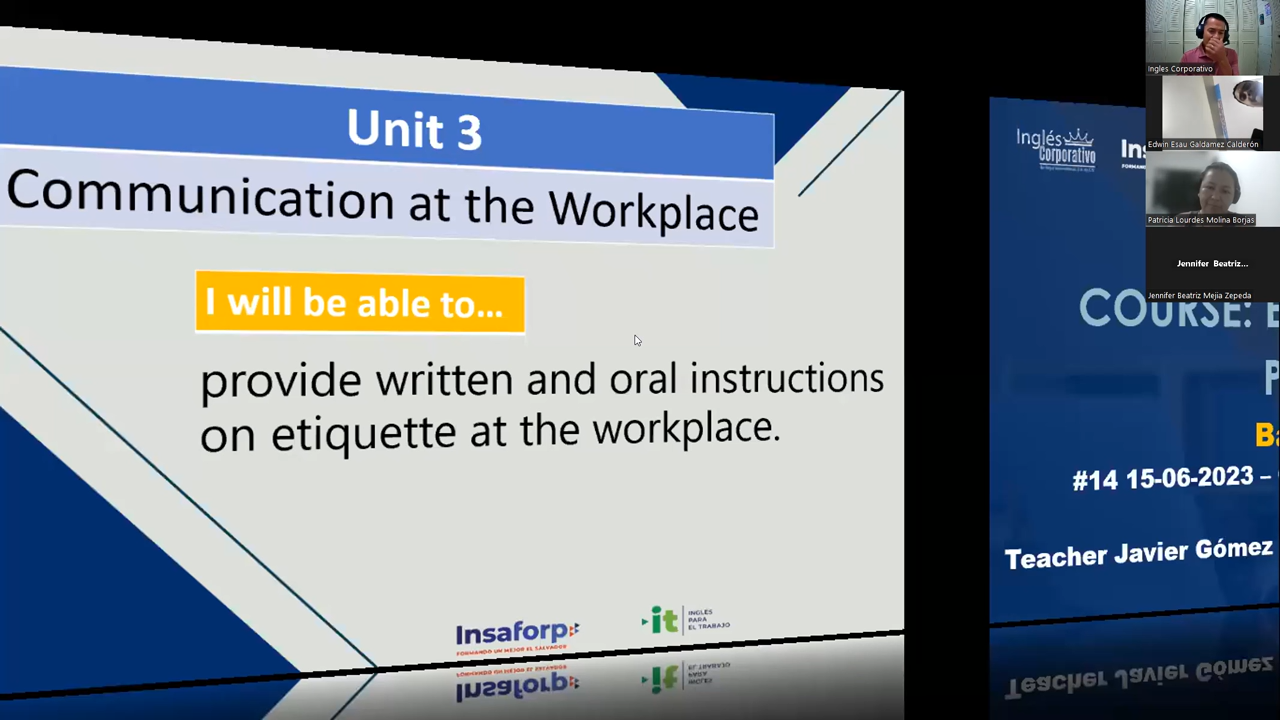 Unit 3
Communication at the Workplace
I will be able to...
provide written and oral instructions
on etiquette at the workplace.
Insaforp
FORMANDO UN MEJOR EL SALVADOR
it
INGLÉS
PARA
EL TRABAJO
Inglés
Corporativo
COURSE:
#14 15-06-2023 –
Teacher Javier Gómez
Ingles Corporativo
Edwin Esau Galdamez Calderón
Patricia Lourdes Molina Borjas
Jennifer Beatriz...
Jennifer Beatriz Mejia Zepeda